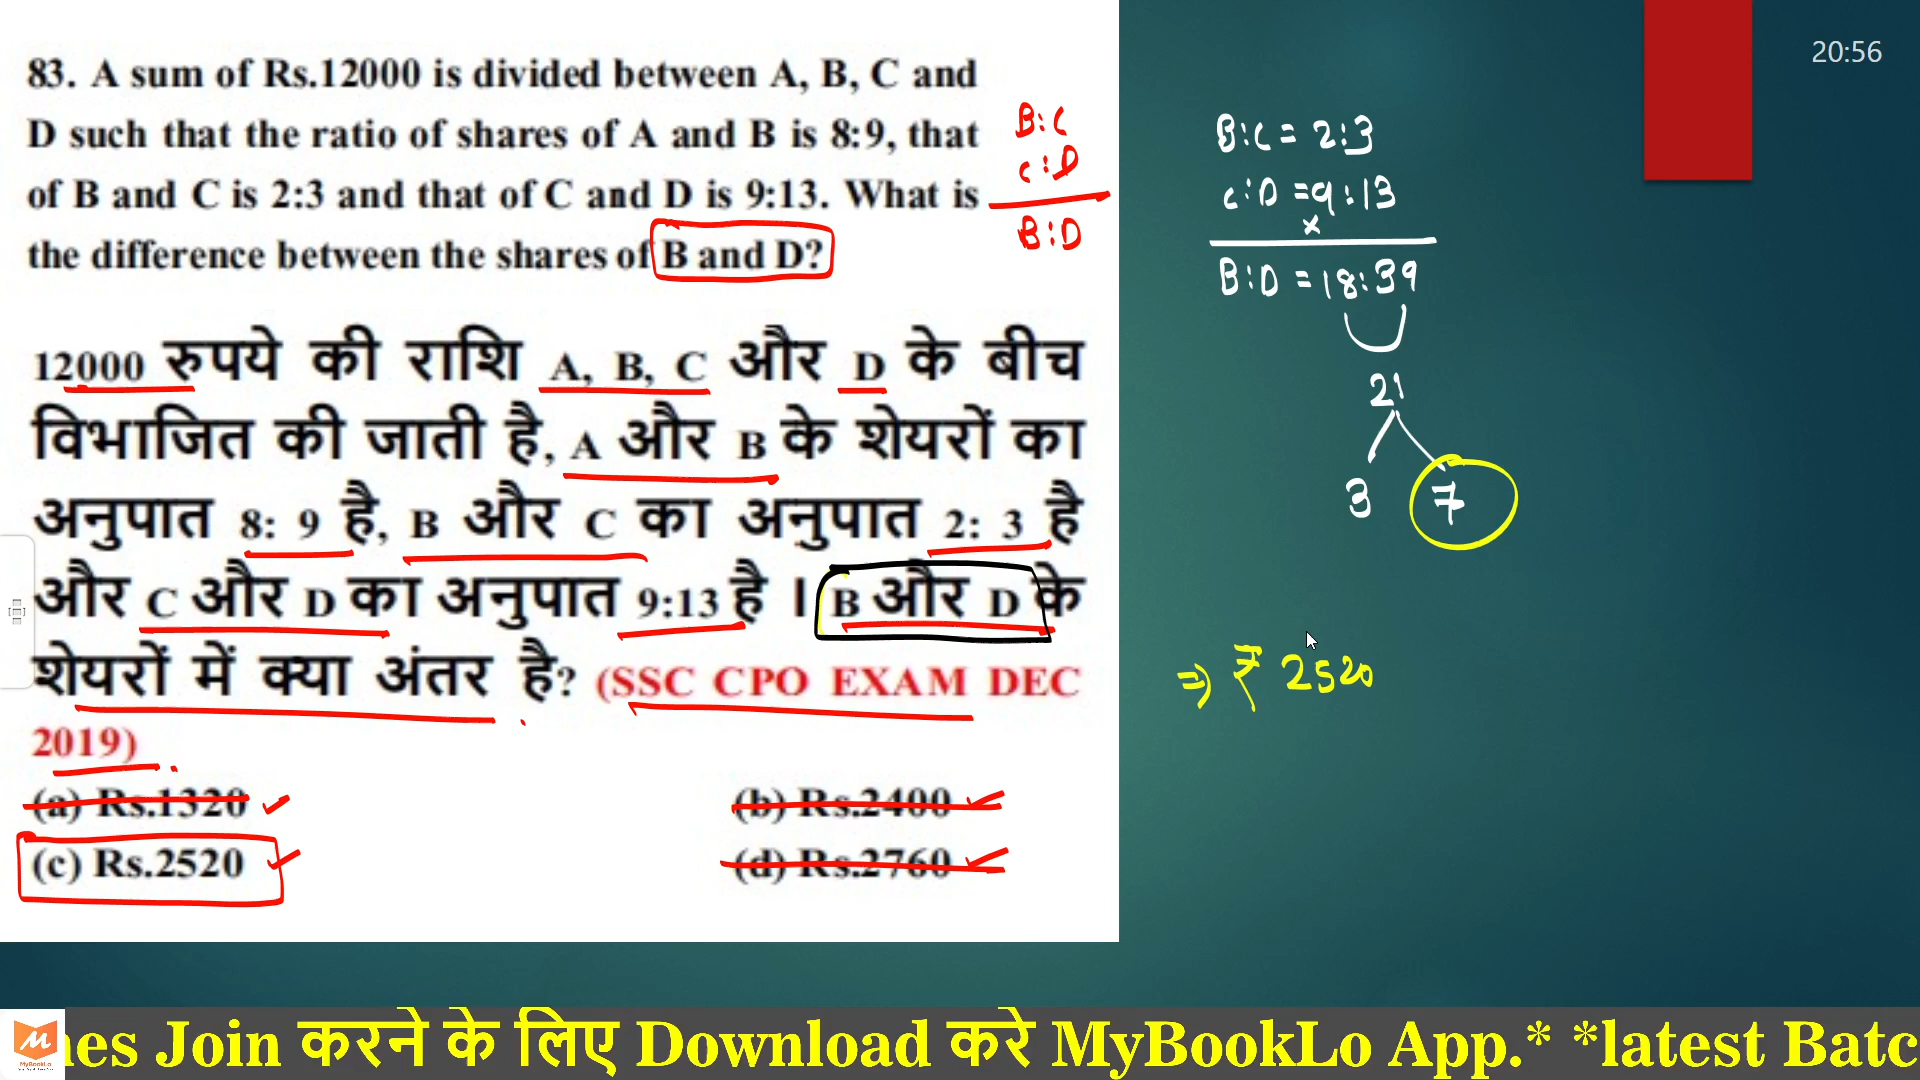 83. A sum of Rs.12000 is divided between A, B, C and
D such that the ratio of shares of A and B is 8:9, that
of B and C is 2:3 and that of C and D is 9:13. What is
the difference between the shares of B and D?
B:C
C:D
B:D
12000 रुपये की राशि A, B, C और D के बीच
विभाजित की जाती है, A और B के शेयरों का
अनुपात 8: 9 है, B और C का अनुपात 2: 3 है
और C और D का अनुपात 9:13 है । B और D के
शेयरों में क्या अंतर है? (SSC CPO EXAM DEC
2019)
(a) Rs.1320
(b) Rs.2400
(c) Rs.2520
(d) Rs.2760
20:56
B:C = 2:3
C:D = 9:13
×
B:D = 18:39
21
3 7
⇒ ₹ 2520
nes Join करने के लिए Download करे MyBookLo App.* *latest Batc
MyBookLo